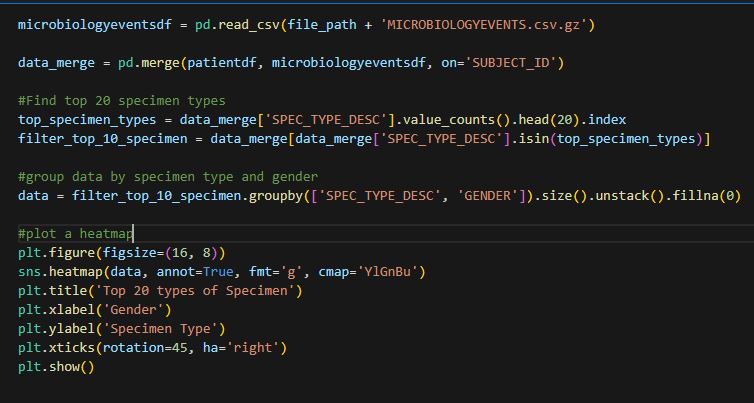 microbiologyeventsdf = pd.read_csv(file_path + 'MICROBIOLOGYEVENTS.csv.gz')
data_merge = pd.merge(patientdf, microbiologyeventsdf, on='SUBJECT_ID')
#Find top 20 specimen types
top_specimen_types = data_merge['SPEC_TYPE_DESC'].value_counts().head(20).index
filter_top_10_specimen = data_merge[data_merge['SPEC_TYPE_DESC'].isin(top_specimen_types)]
#group data by specimen type and gender
data = filter_top_10_specimen.groupby(['SPEC_TYPE_DESC', 'GENDER']).size().unstack().fillna(0)
#plot a heatmap
plt.figure(figsize=(16, 8))
sns.heatmap(data, annot=True, fmt='g', cmap='YlGnBu')
plt.title('Top 20 types of Specimen')
plt.xlabel('Gender')
plt.ylabel('Specimen Type')
plt.xticks(rotation=45, ha='right')
plt.show()